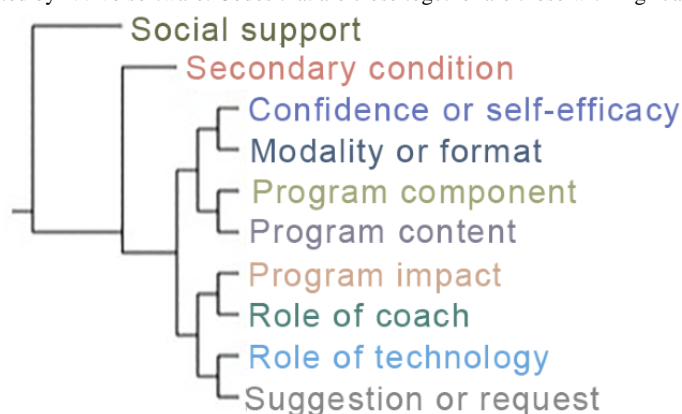 Social support
Secondary condition
Confidence or self-efficacy
Modality or format
Program component
Program content
Program impact
Role of coach
Role of technology
Suggestion or request